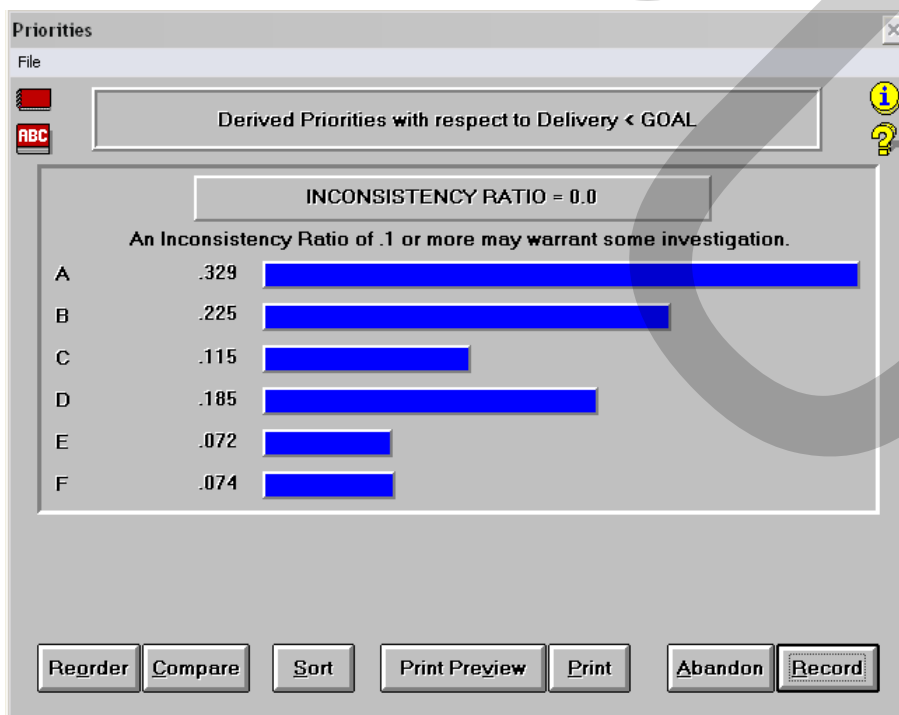 Priorities
File
ABC
Derived Priorities with respect to Delivery < GOAL
i
?
INCONSISTENCY RATIO = 0.0
An Inconsistency Ratio of .1 or more may warrant some investigation.
A .329
B .225
C .115
D .185
E .072
F .074
Reorder Compare Sort Print Preview Print Abandon Record